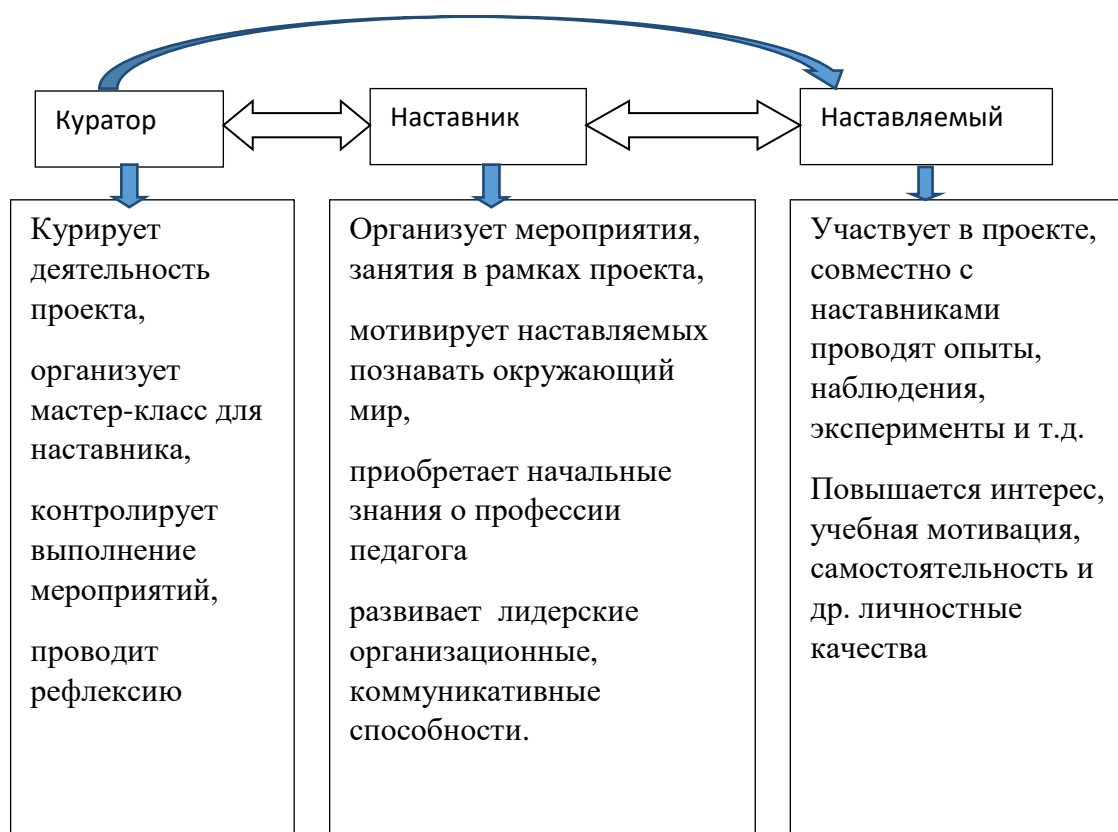 Куратор
Наставник
Наставляемый
Курирует
деятельность
проекта,
организует
мастер-класс для
наставника,
контролирует
выполнение
мероприятий,
проводит
рефлексию
Организует мероприятия,
занятия в рамках проекта,
мотивирует наставляемых
познавать окружающий
мир,
приобретает начальные
знания о профессии
педагога
развивает  лидерские
организационные,
коммуникативные
способности.
Участвует в проекте,
совместно с
наставниками
проводят опыты,
наблюдения,
эксперименты и т.д.
Повышается интерес,
учебная мотивация,
самостоятельность и
др. личностные
качества